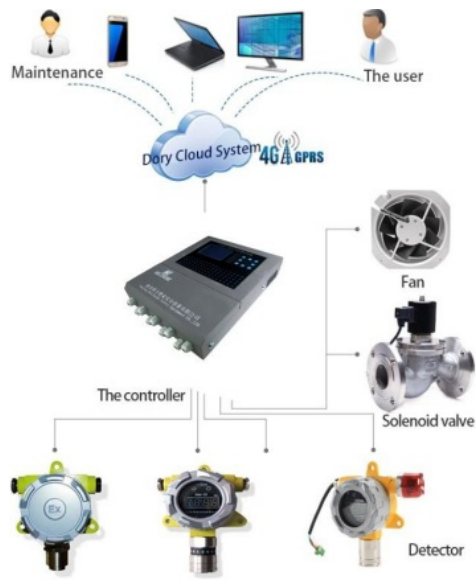 Maintenance
The user
Dory Cloud System
4G GPRS
Fan
The controller
Solenoid valve
Ex
Detector